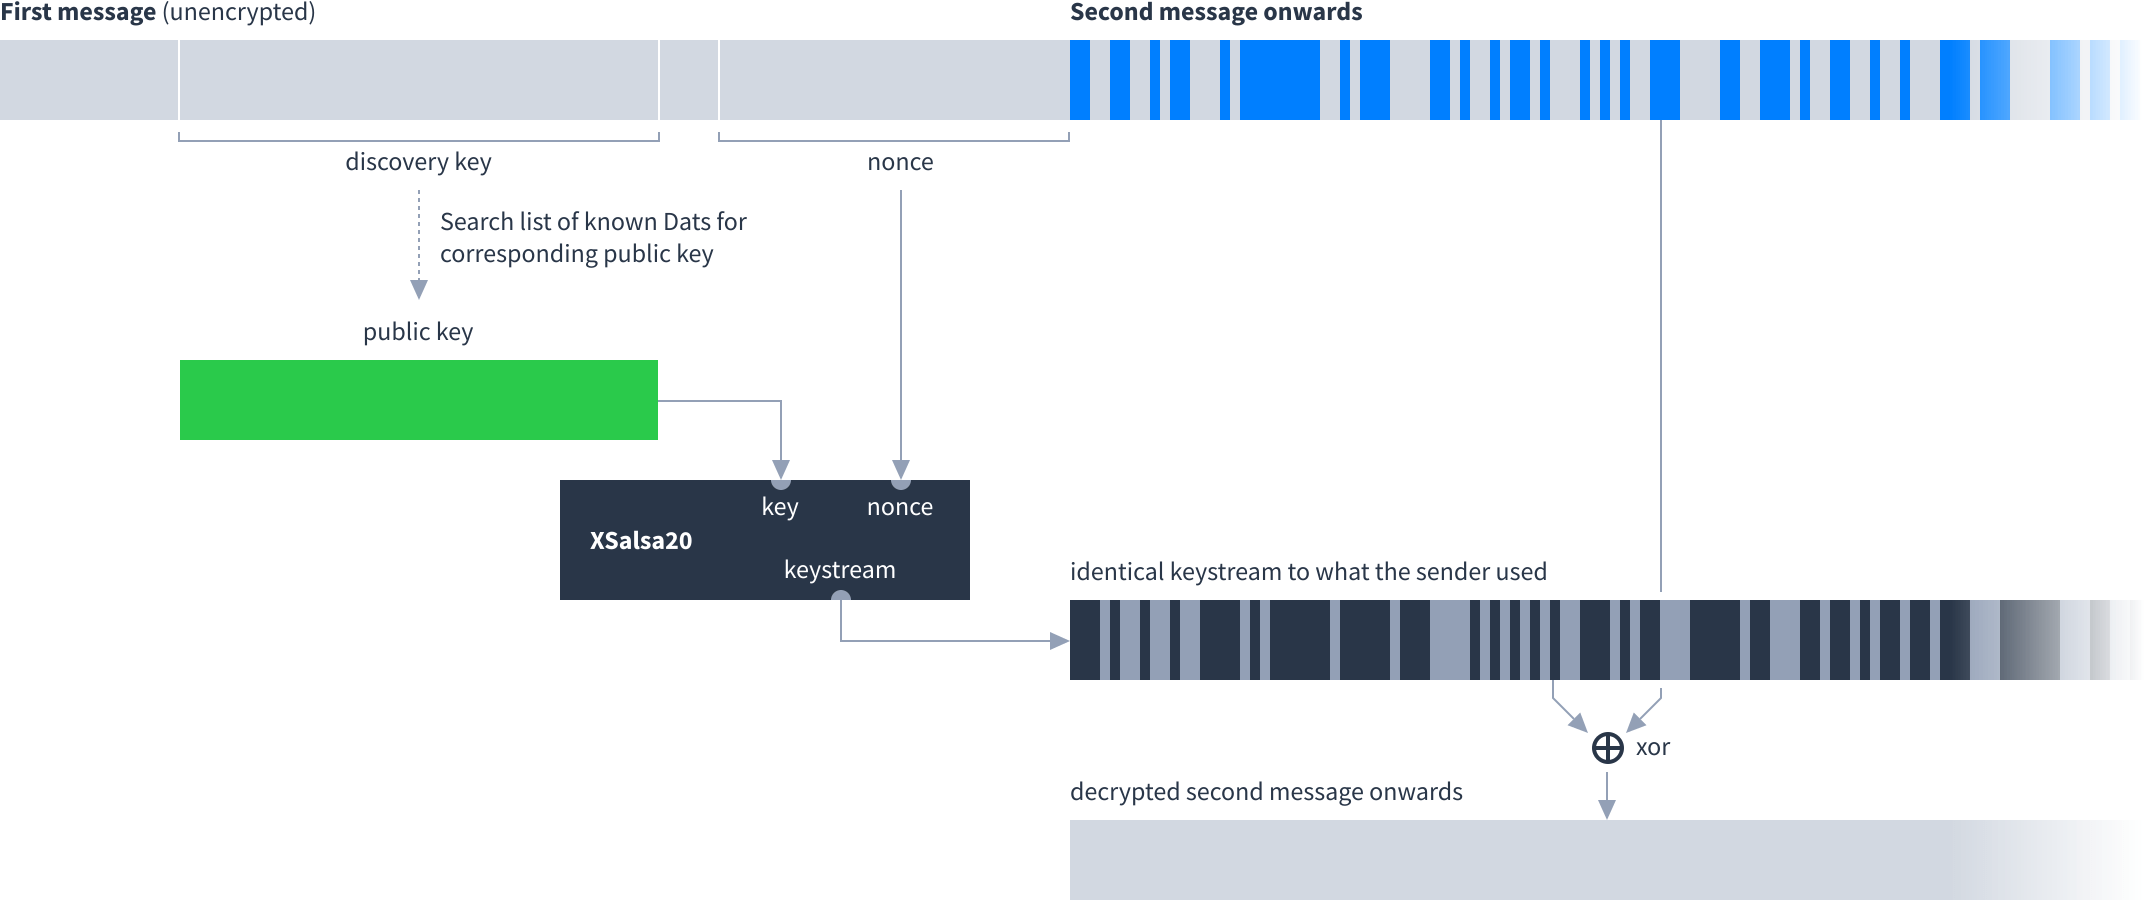 First message (unencrypted)
Second message onwards
discovery key
nonce
Search list of known Dats for
corresponding public key
public key
key
nonce
XSalsa20
keystream
identical keystream to what the sender used
xor
decrypted second message onwards